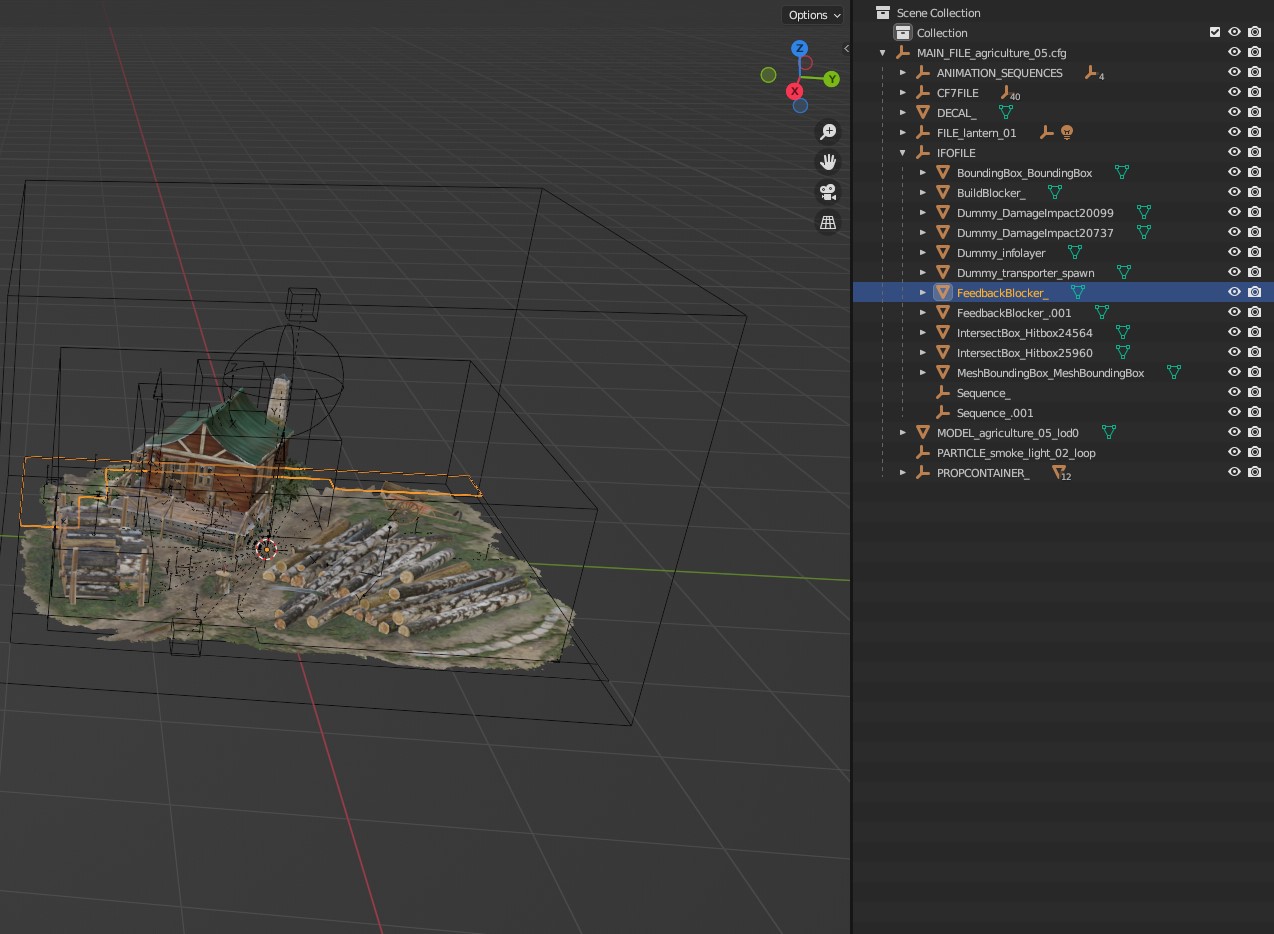 Options
Z
Y
X
Scene Collection
Collection
MAIN_FILE_agriculture_05.cfg
ANIMATION_SEQUENCES 4
CF7FILE 40
DECAL_
FILE_lantern_01
IFOFILE
BoundingBox_BoundingBox
BuildBlocker_
Dummy_DamageImpact20099
Dummy_DamageImpact20737
Dummy_infolayer
Dummy_transporter_spawn
FeedbackBlocker_
FeedbackBlocker_.001
IntersectBox_Hitbox24564
IntersectBox_Hitbox25960
MeshBoundingBox_MeshBoundingBox
Sequence_
Sequence_.001
MODEL_agriculture_05_lod0
PARTICLE_smoke_light_02_loop
PROPCONTAINER_ 12